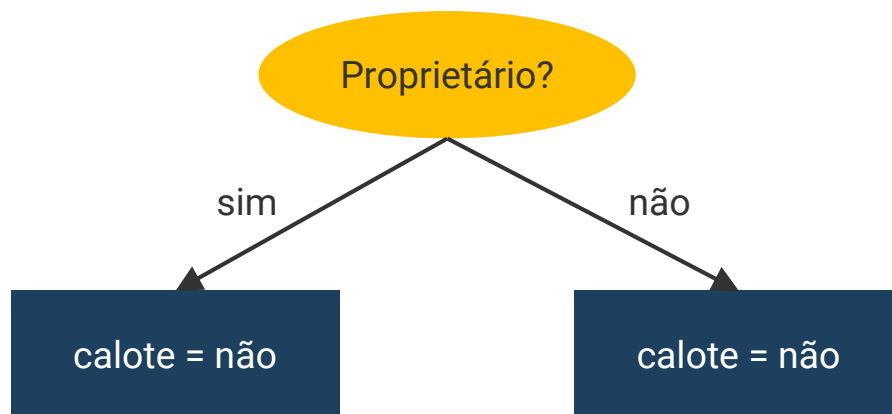 Proprietário?
sim
não
calote = não
calote = não